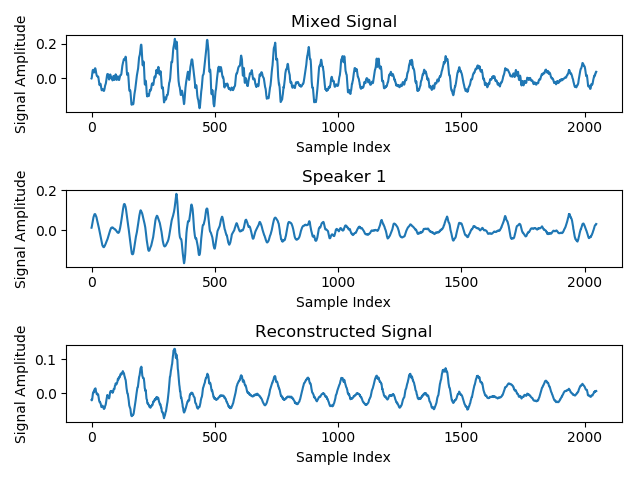 Mixed Signal
Signal Amplitude
0.2
0.0
0 500 1000 1500 2000
Sample Index
Speaker 1
Signal Amplitude
0.2
0.0
0 500 1000 1500 2000
Sample Index
Reconstructed Signal
Signal Amplitude
0.1
0.0
0 500 1000 1500 2000
Sample Index